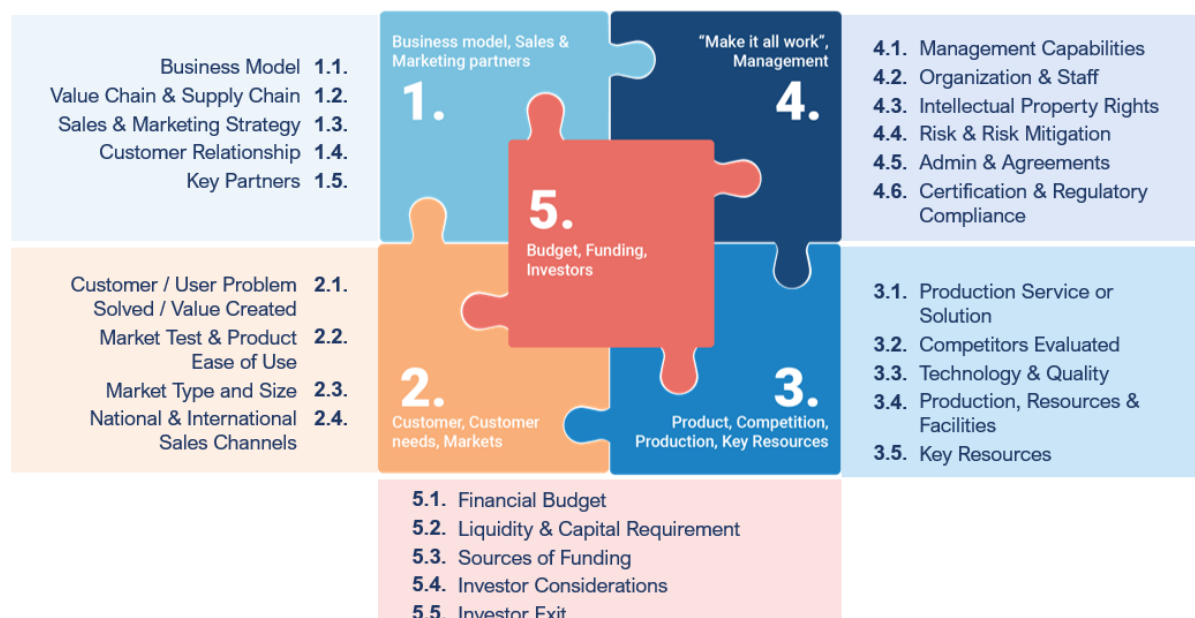 Business Model 1.1.
Value Chain & Supply Chain 1.2.
Sales & Marketing Strategy 1.3.
Customer Relationship 1.4.
Key Partners 1.5.
Business model, Sales &
Marketing partners
1.
“Make it all work”,
Management
4.
4.1. Management Capabilities
4.2. Organization & Staff
4.3. Intellectual Property Rights
4.4. Risk & Risk Mitigation
4.5. Admin & Agreements
4.6. Certification & Regulatory
Compliance
5.
Budget, Funding,
Investors
Customer / User Problem 2.1.
Solved / Value Created
Market Test & Product 2.2.
Ease of Use
Market Type and Size 2.3.
National & International 2.4.
Sales Channels
2.
Customer, Customer
needs, Markets
3.
Product, Competition,
Production, Key Resources
3.1. Production Service or
Solution
3.2. Competitors Evaluated
3.3. Technology & Quality
3.4. Production, Resources &
Facilities
3.5. Key Resources
5.1. Financial Budget
5.2. Liquidity & Capital Requirement
5.3. Sources of Funding
5.4. Investor Considerations
5.5. Investor Exit